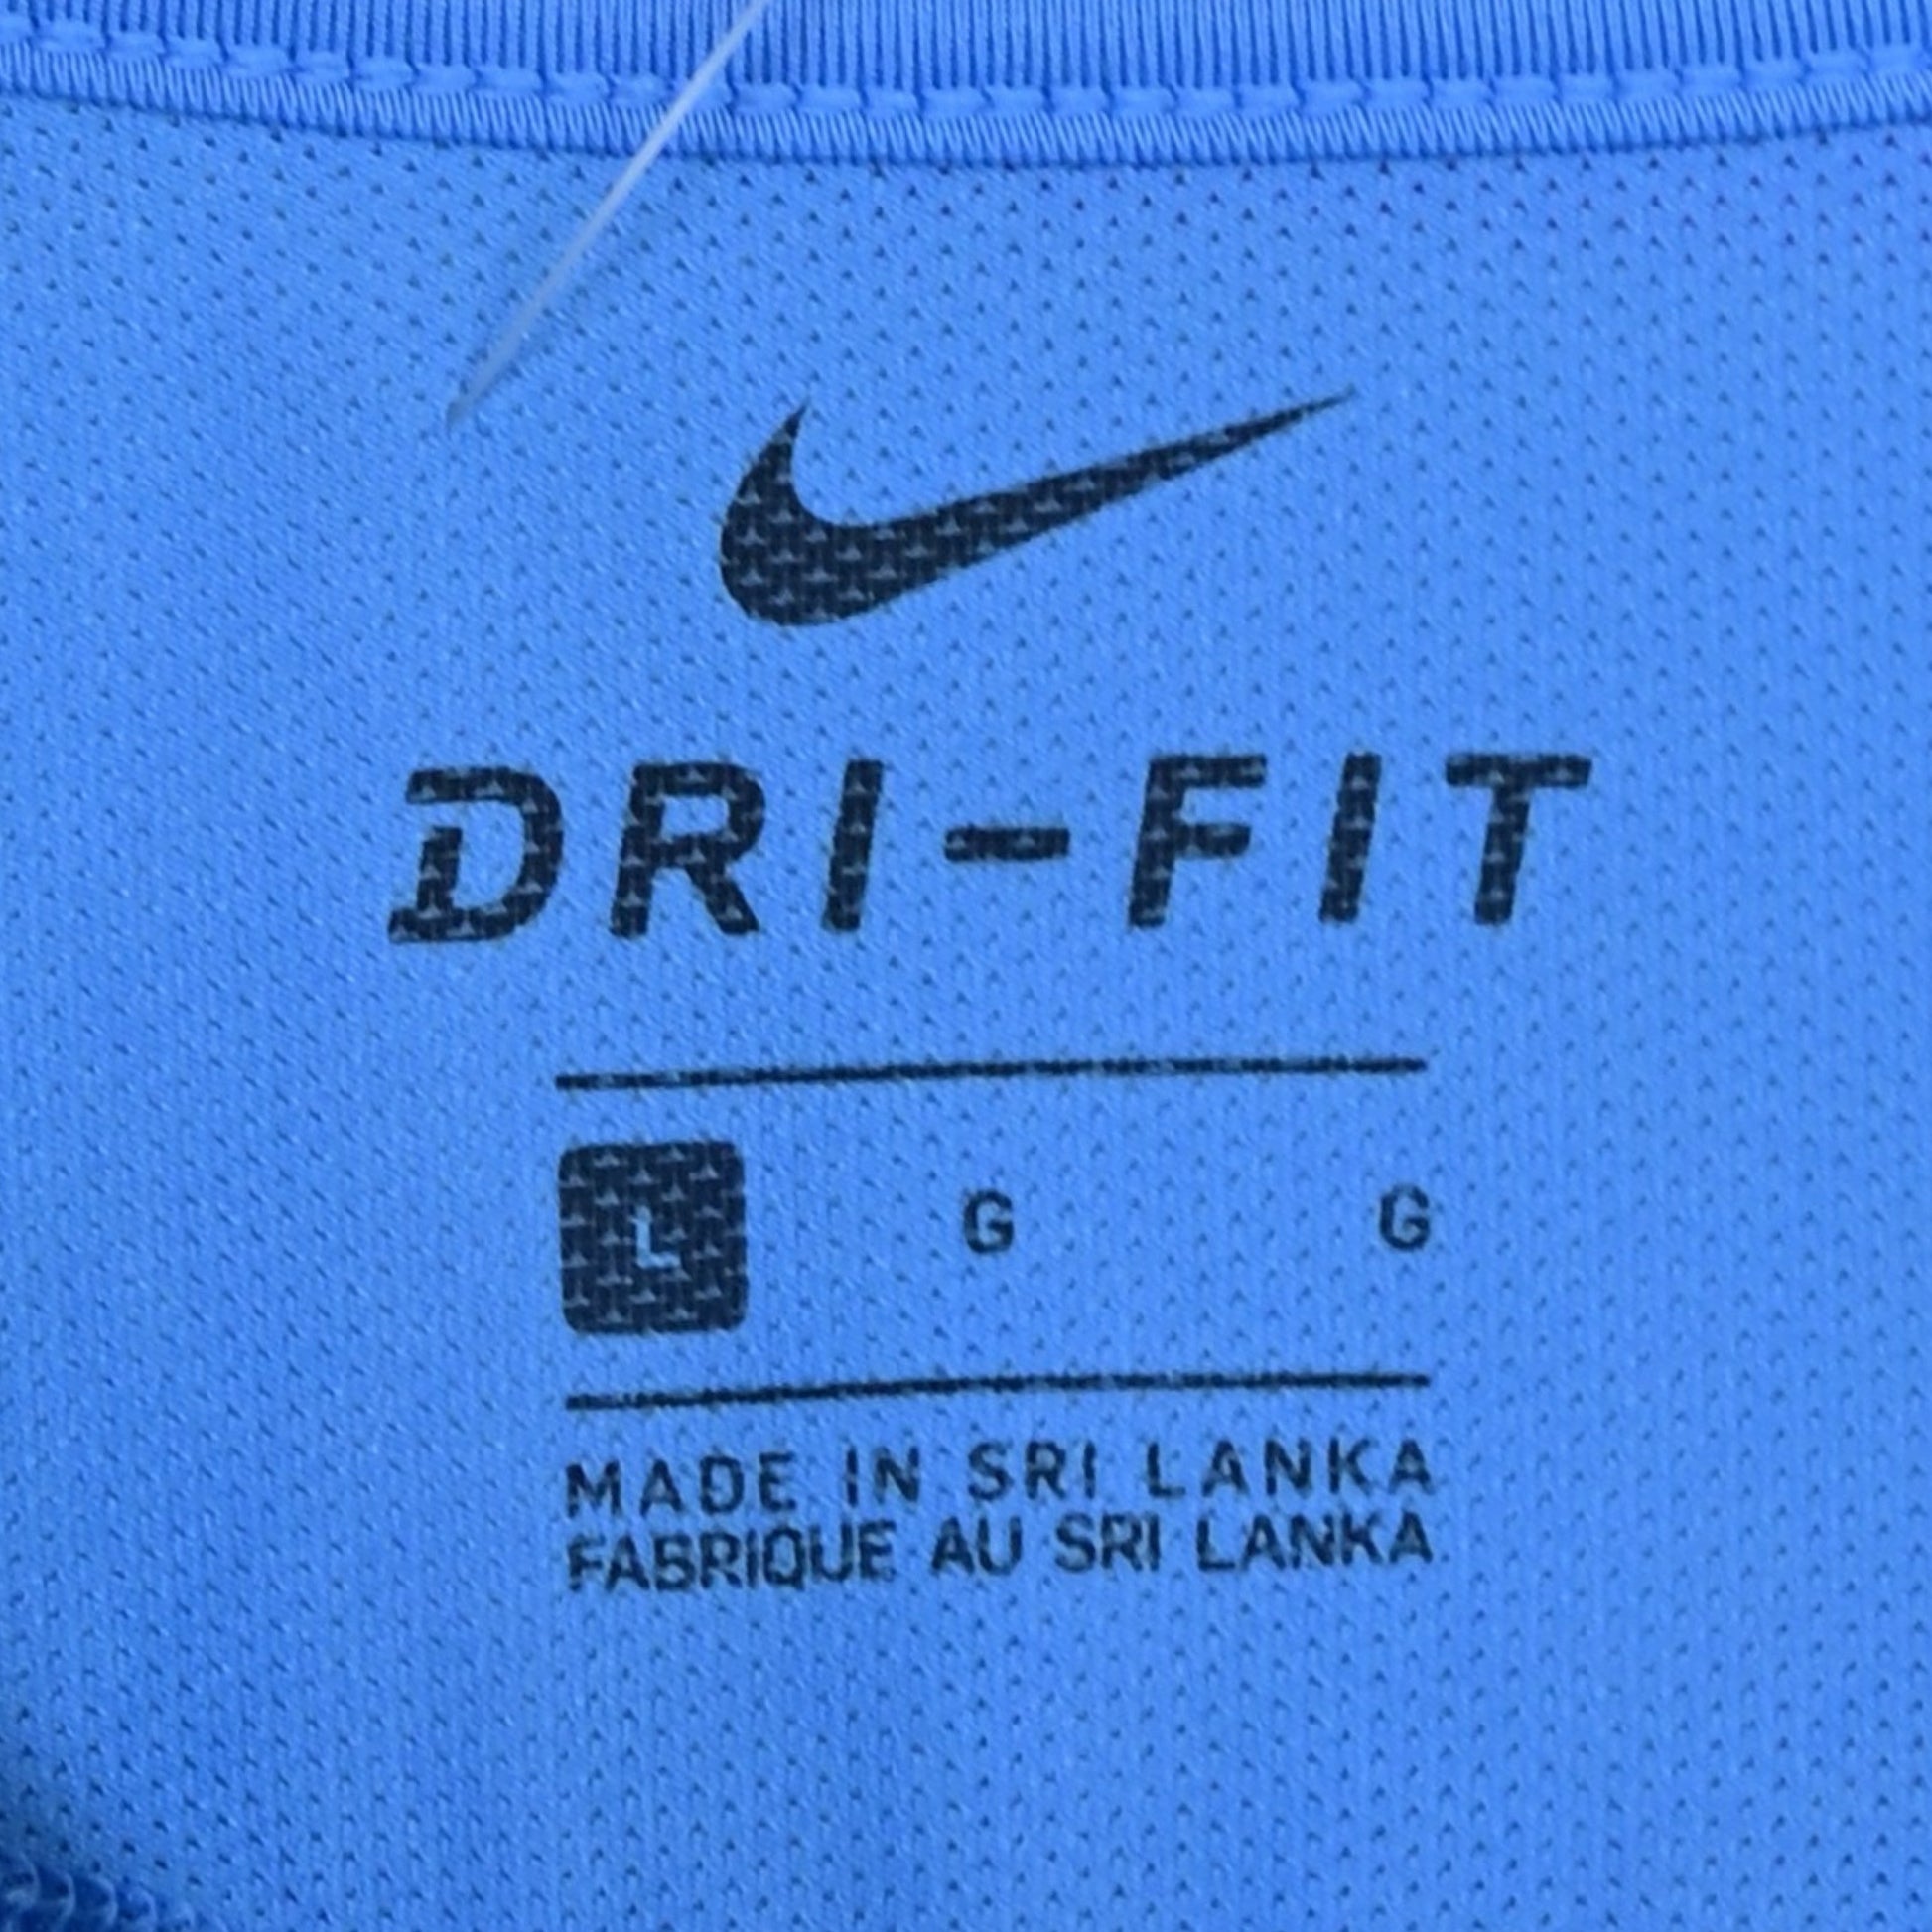 DRI-FIT
L G G
MADE IN SRI LANKA
FABRIQUE AU SRI LANKA